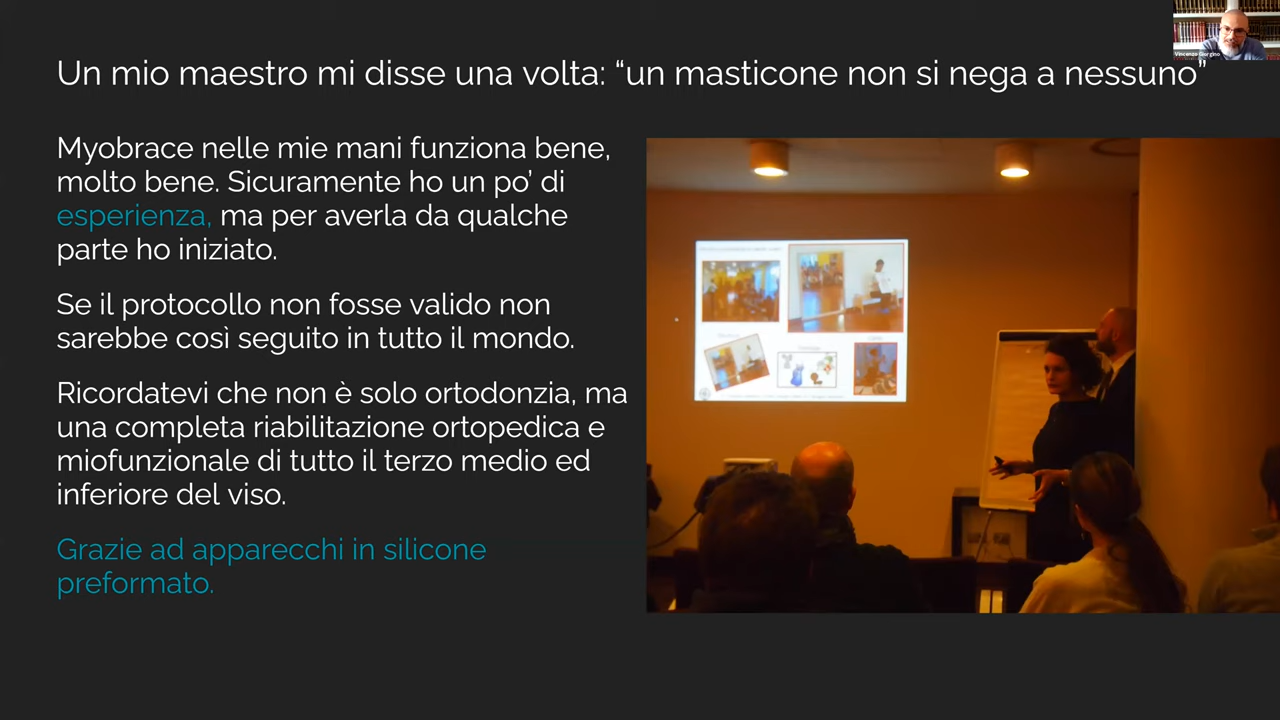 Vincenzo Giorgino
Un mio maestro mi disse una volta: “un masticone non si nega a nessuno”
Myobrace nelle mie mani funziona bene,
molto bene. Sicuramente ho un po’ di
esperienza, ma per averla da qualche
parte ho iniziato.
Se il protocollo non fosse valido non
sarebbe così seguito in tutto il mondo.
Ricordatevi che non è solo ortodonzia, ma
una completa riabilitazione ortopedica e
miofunzionale di tutto il terzo medio ed
inferiore del viso.
Grazie ad apparecchi in silicone
preformato.